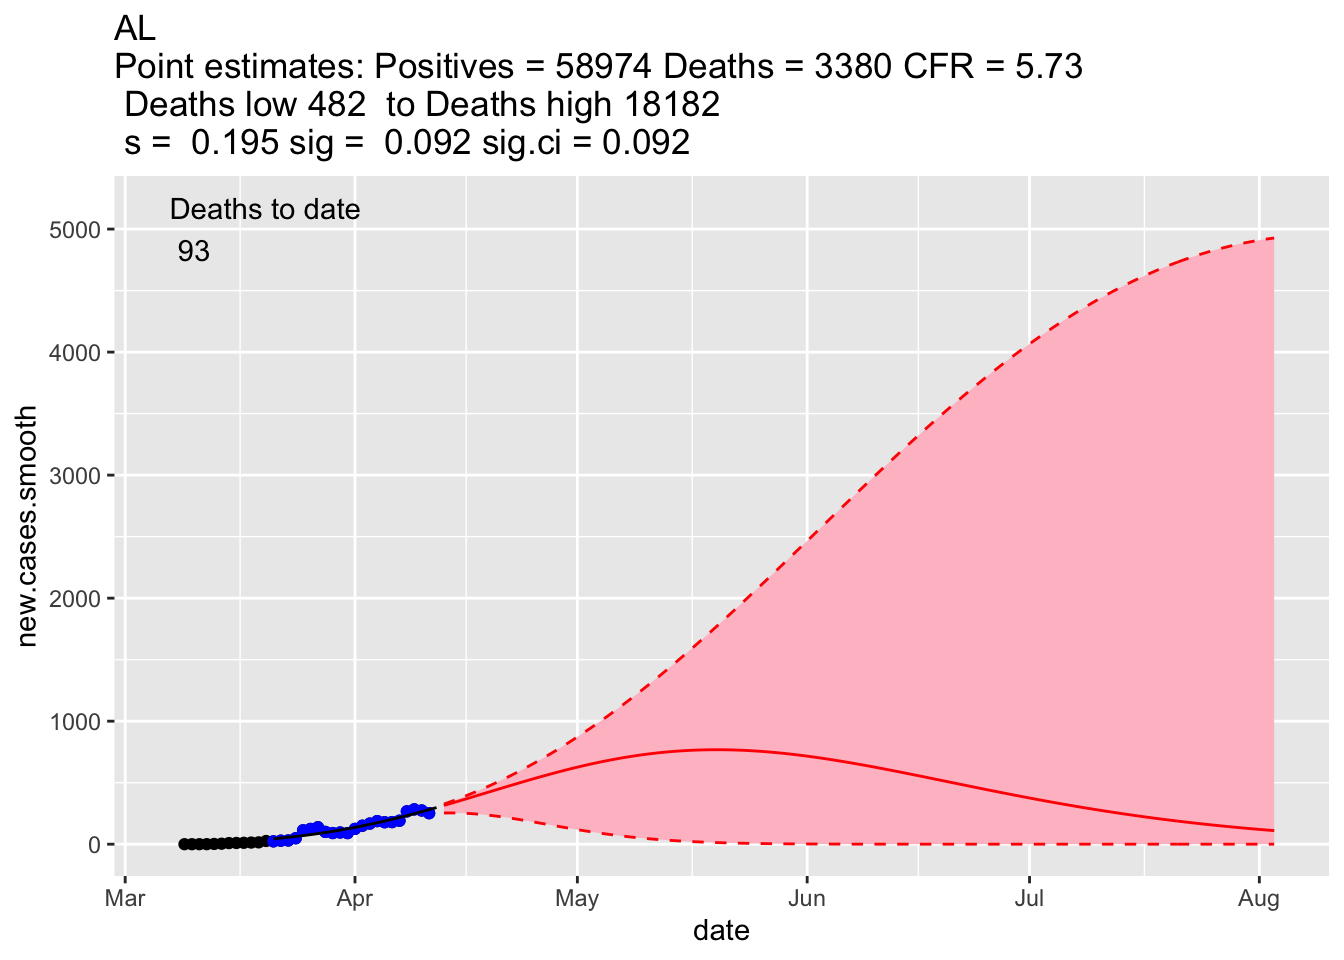 AL
Point estimates: Positives = 58974 Deaths = 3380 CFR = 5.73
Deaths low 482  to Deaths high 18182
s =  0.195 sig =  0.092 sig.ci = 0.092
Deaths to date
93
5000
4000
3000
2000
1000
0
new.cases.smooth
Mar Apr May Jun Jul Aug
date